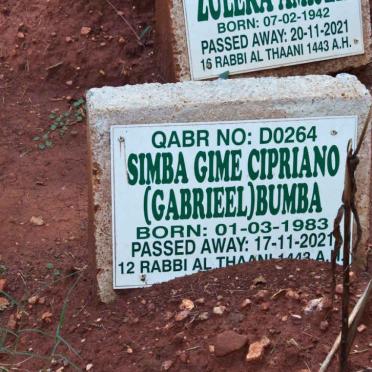 ZULEKA
BORN: 07-02-1942
PASSED AWAY: 20-11-2021
16 RABBI AL THAANI 1443 A.H.
QABR NO: D0264
SIMBA GIME CIPRIANO
(GABRIEEL)BUMBA
BORN: 01-03-1983
PASSED AWAY: 17-11-2021
12 RABBI AL THAANI 1443 A.H.